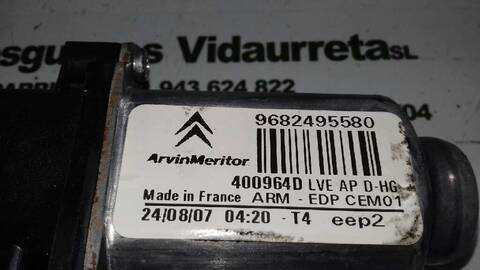 Vidaurreta SL
943 624 822
04
9682495580
ArvinMeritor
400964D LVE AP D-HG
Made in France ARM - EDP CEM01
24/08/07 04:20 - T4 eep2